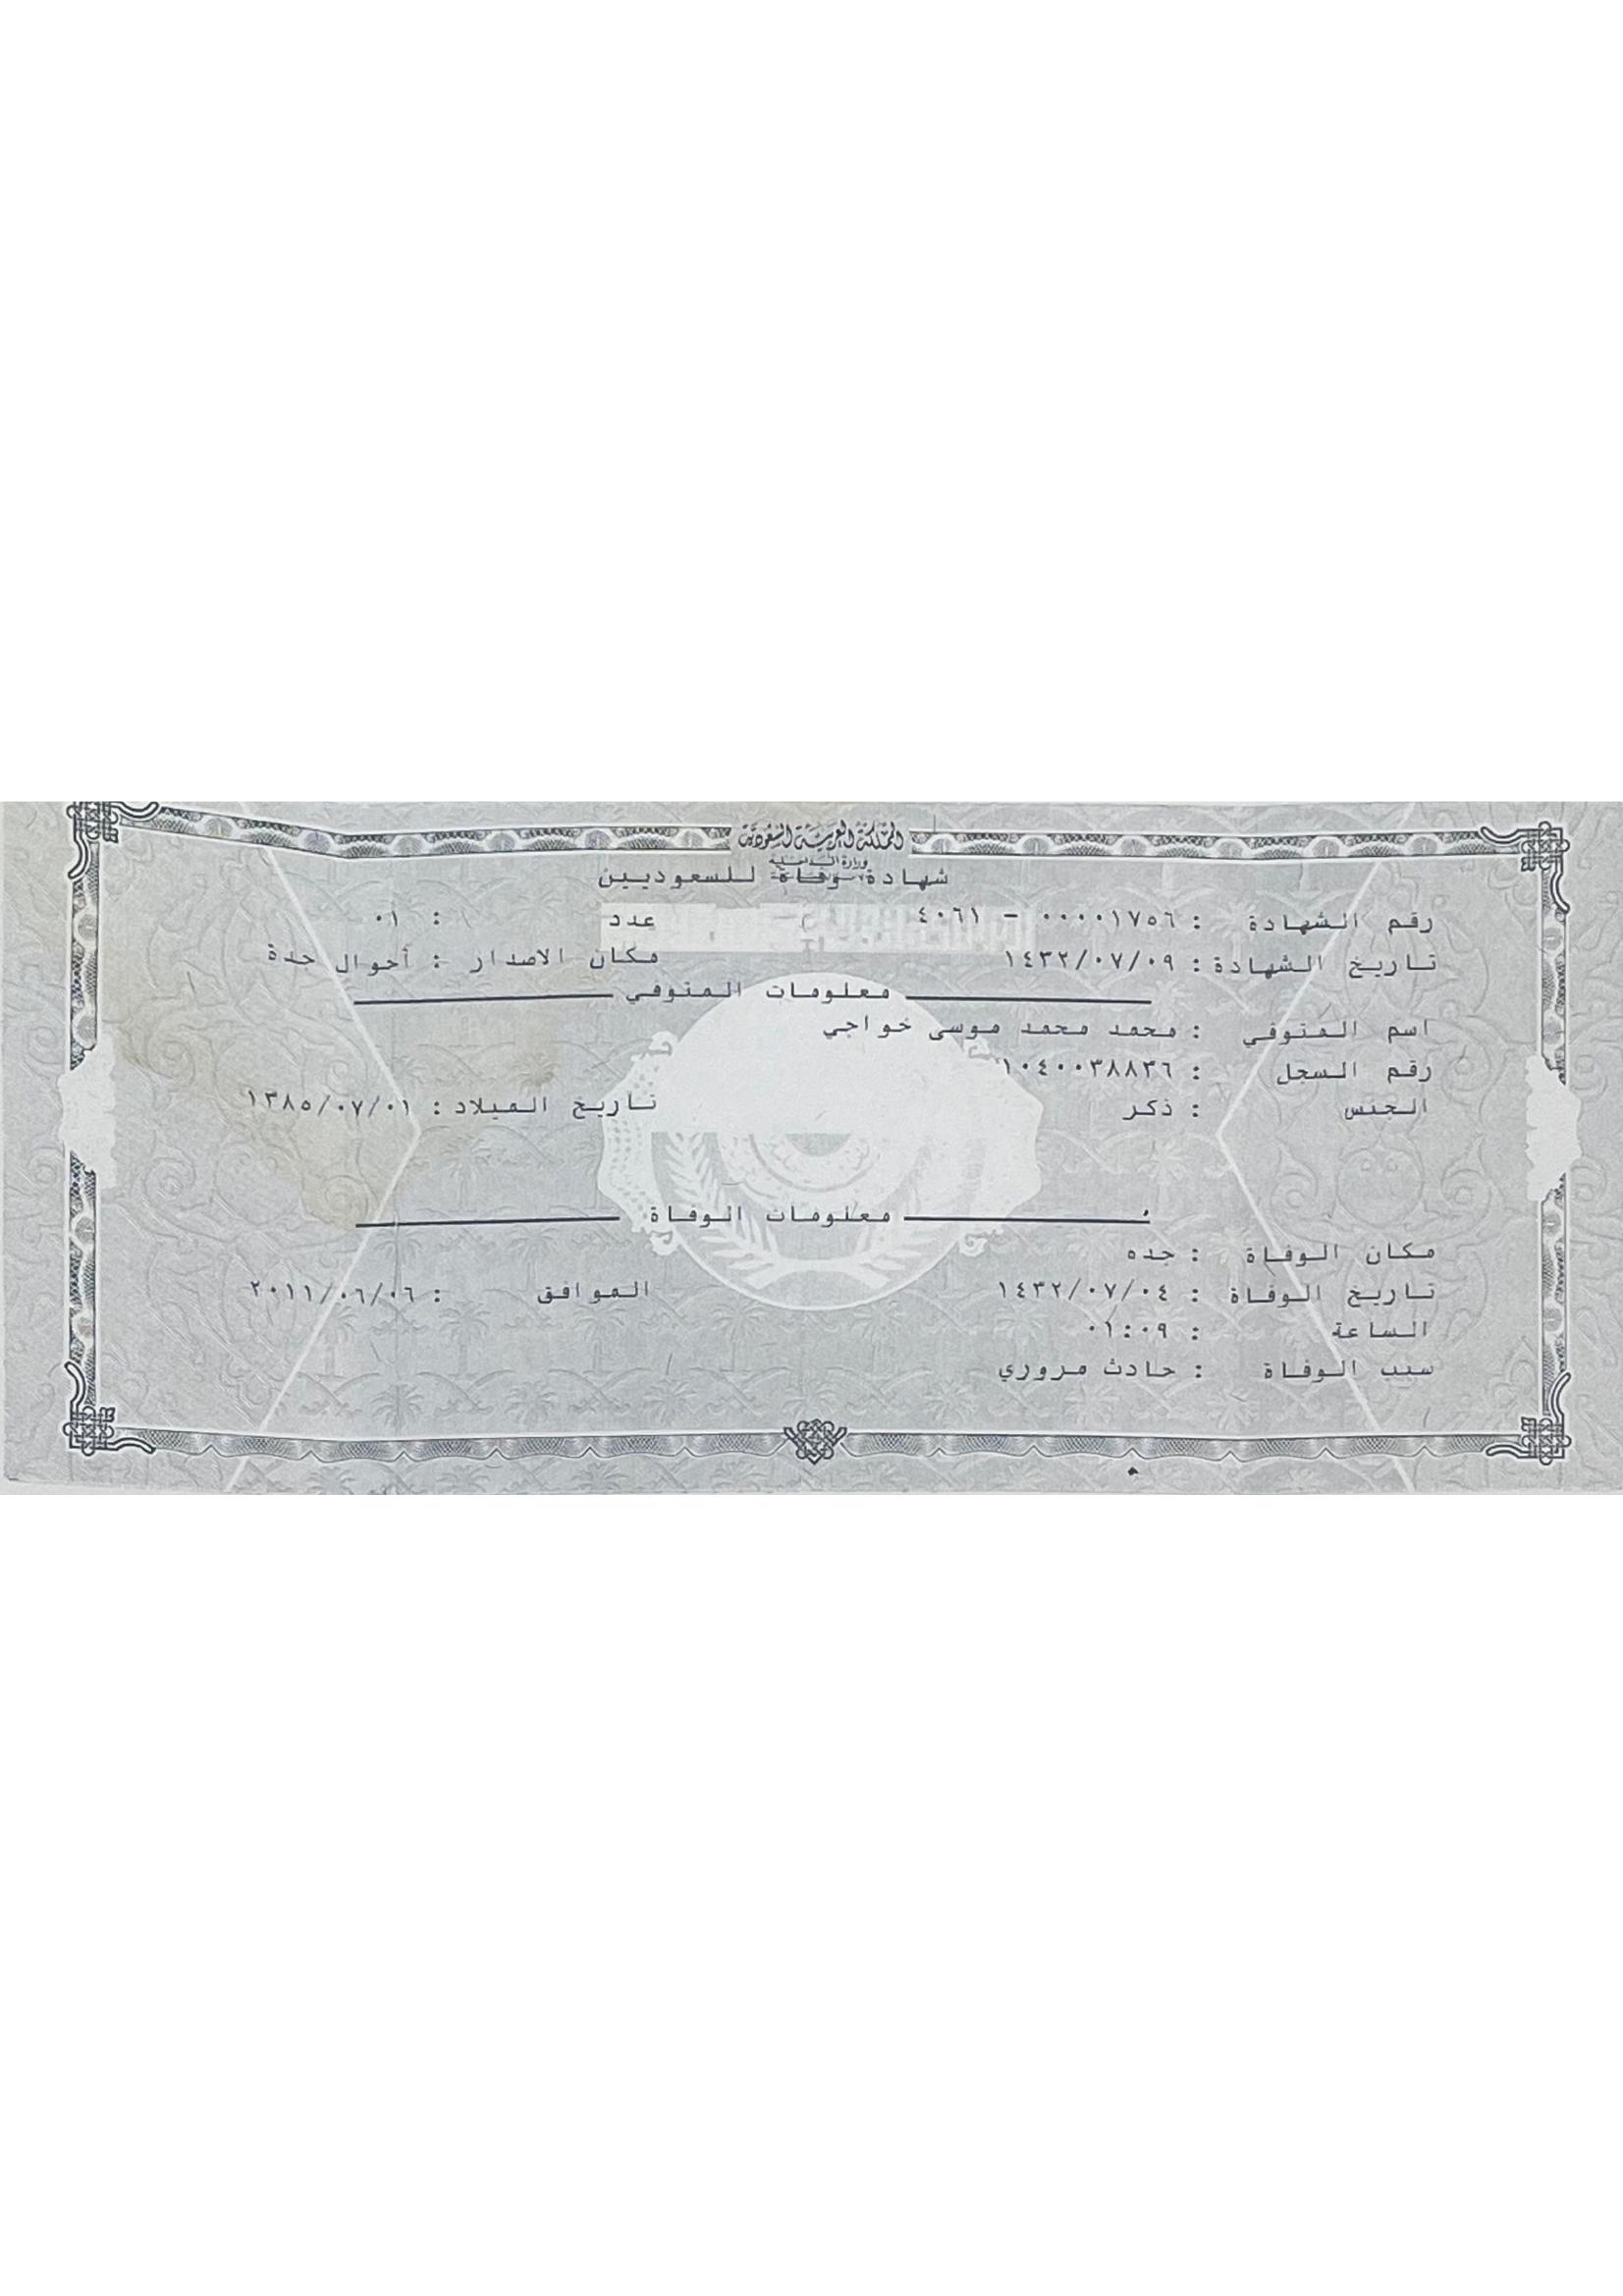 المملكة العربية السعودية
وزارة الداخلية
شهادة وفاة للسعوديين
رقم الشهادة : ٠٠٠٠١٧٥٦ - ٤٠٦١ عدد : ٠١
تاريخ الشهادة : ١٤٣٢/٠٧/٠٩ مكان الاصدار : أحوال جدة
معلومات المتوفي
اسم المتوفي : محمد محمد موسى خواجي
رقم السجل : ١٠٤٠٠٣٨٨٣٦
الجنس : ذكر تاريخ الميلاد : ١٣٨٥/٠٧/٠١
معلومات الوفاة
مكان الوفاة : جده
تاريخ الوفاة : ١٤٣٢/٠٧/٠٤ الموافق : ٢٠١١/٠٦/٠٦
الساعة : ٠١:٠٩
سبب الوفاة : حادث مروري